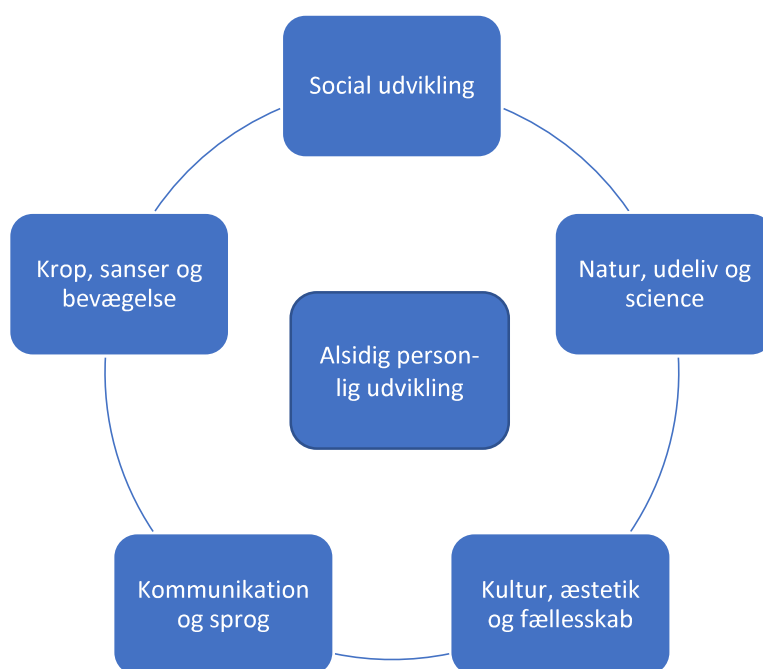 Social udvikling
Krop, sanser og
bevægelse
Natur, udeliv og
science
Alsidig person-
lig udvikling
Kommunikation
og sprog
Kultur, æstetik
og fællesskab